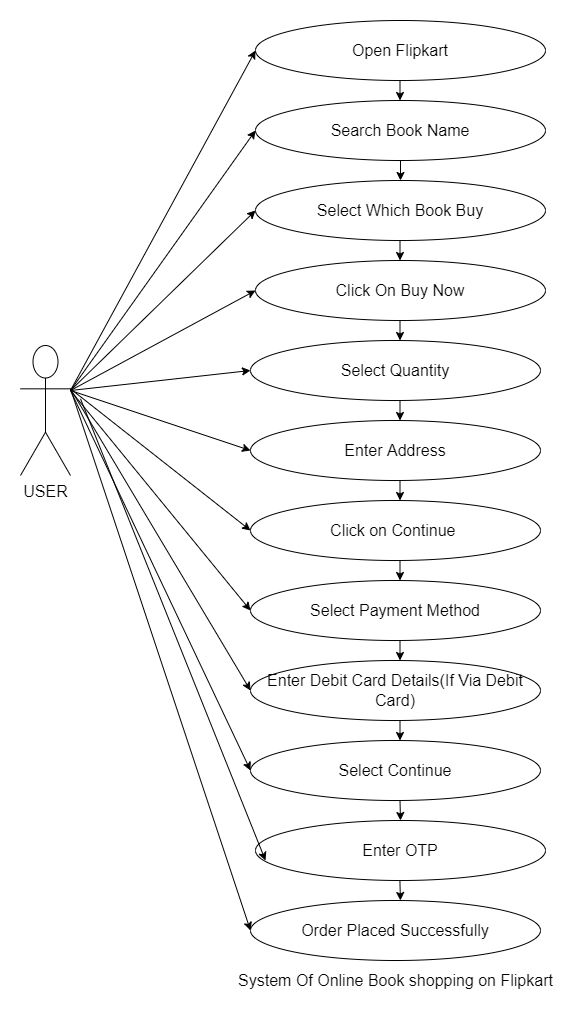 Open Flipkart
Search Book Name
Select Which Book Buy
Click On Buy Now
Select Quantity
Enter Address
USER
Click on Continue
Select Payment Method
Enter Debit Card Details(If Via Debit
Card)
Select Continue
Enter OTP
Order Placed Successfully
System Of Online Book shopping on Flipkart